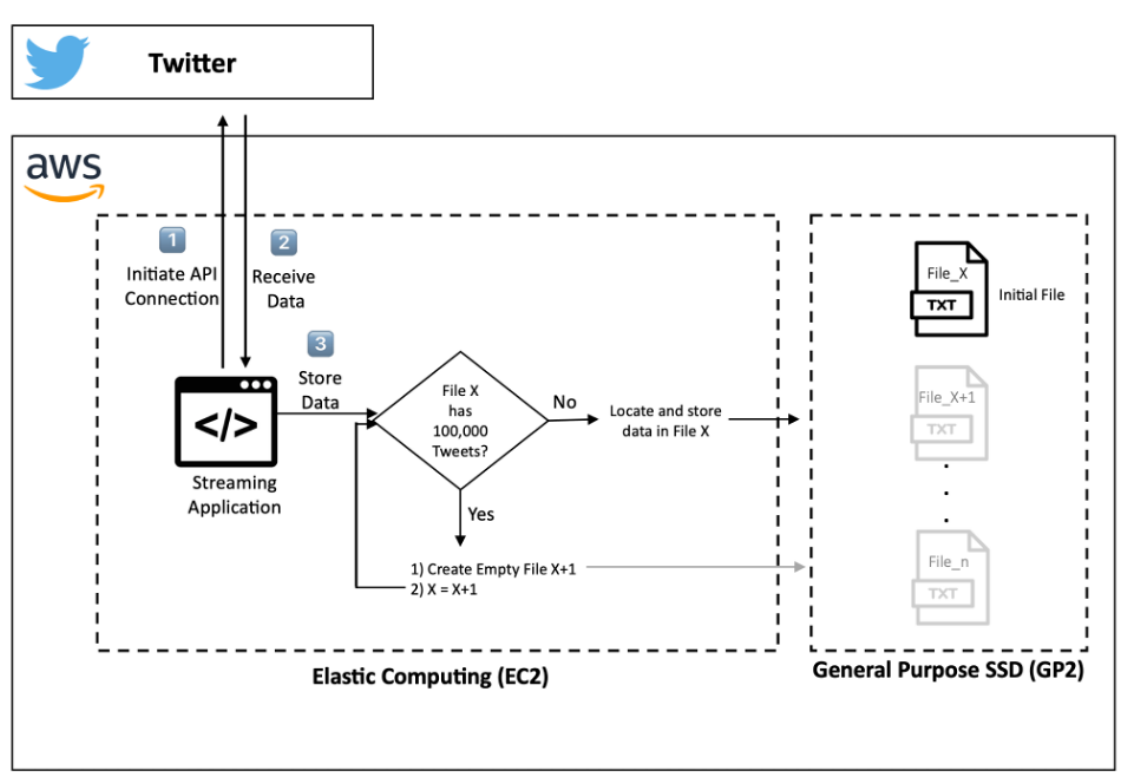 Twitter
aws
1
Initiate API
Connection
2
Receive
Data
3
Store
Data
</>
Streaming
Application
File X
has
100,000
Tweets?
No
Locate and store
data in File X
Yes
1) Create Empty File X+1
2) X = X+1
Elastic Computing (EC2)
File_X
TXT
Initial File
File_X+1
TXT
File_n
TXT
General Purpose SSD (GP2)